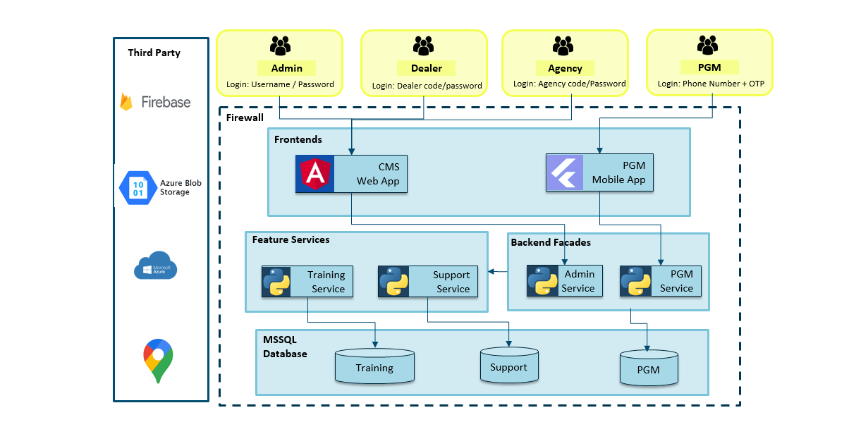 Third Party
Firebase
10
01
Azure Blob
Storage
Microsoft
Azure
Admin
Login: Username / Password
Dealer
Login: Dealer code/password
Agency
Login: Agency code/Password
PGM
Login: Phone Number + OTP
Firewall
Frontends
CMS
Web App
PGM
Mobile App
Feature Services
Training
Service
Support
Service
Backend Facades
Admin
Service
PGM
Service
MSSQL
Database
Training
Support
PGM